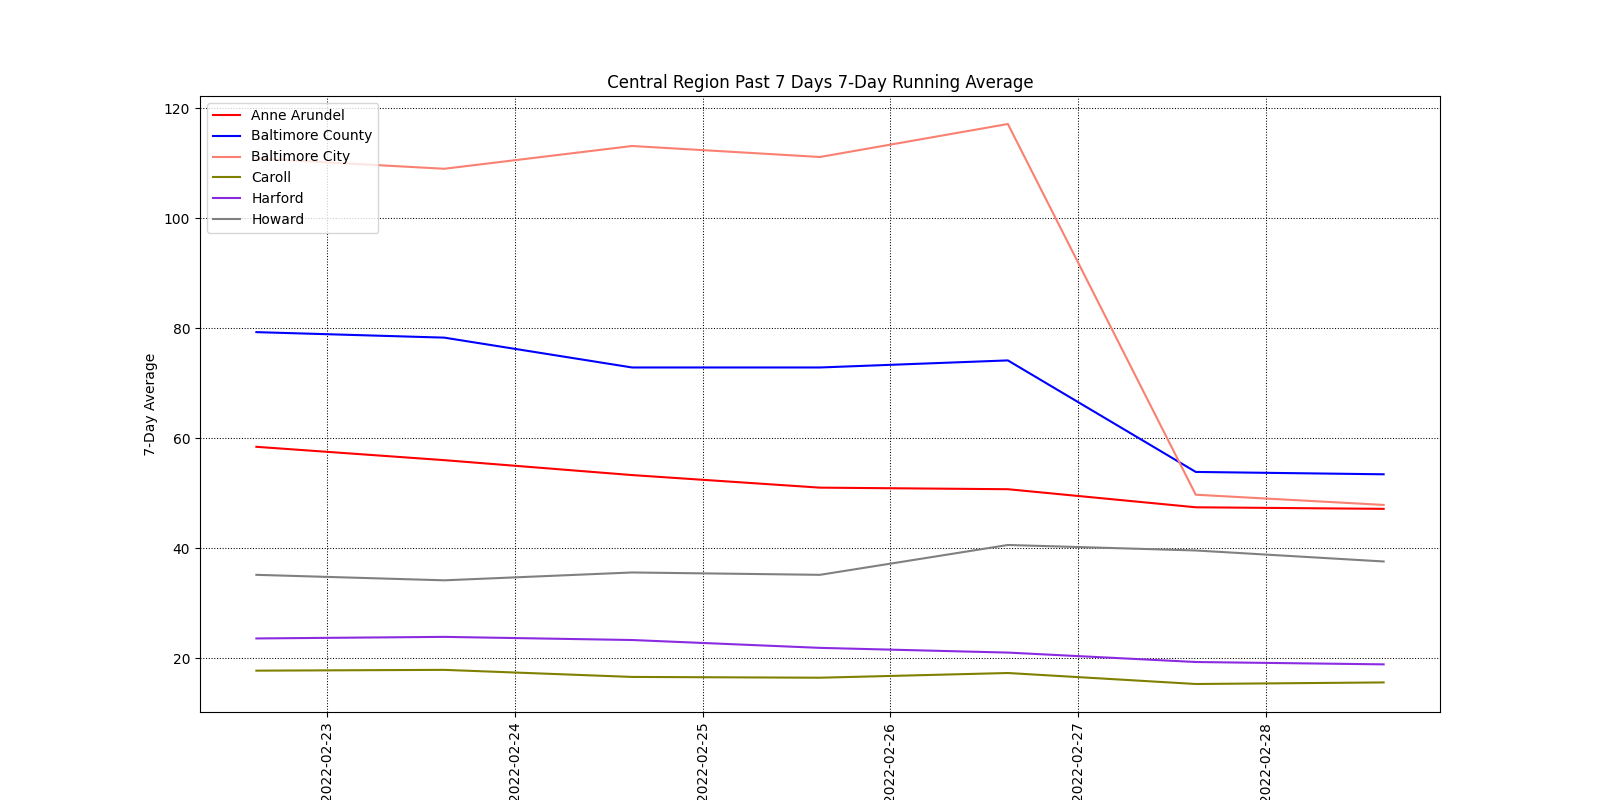 Central Region Past 7 Days 7-Day Running Average
120
100
80
60
40
20
7-Day Average
Anne Arundel
Baltimore County
Baltimore City
Caroll
Harford
Howard
2022-02-23
2022-02-24
2022-02-25
2022-02-26
2022-02-27
2022-02-28